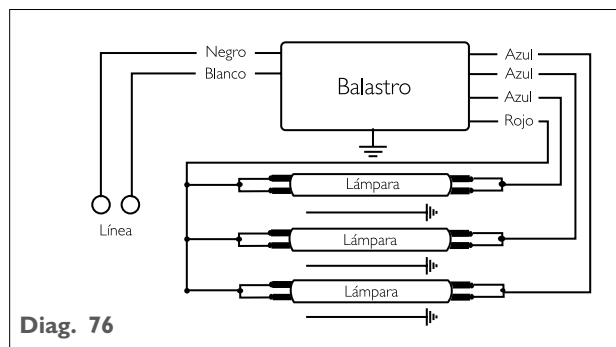 Negro
Blanco
Balastro
Azul
Azul
Azul
Rojo
Lámpara
Línea
Lámpara
Lámpara
Diag. 76